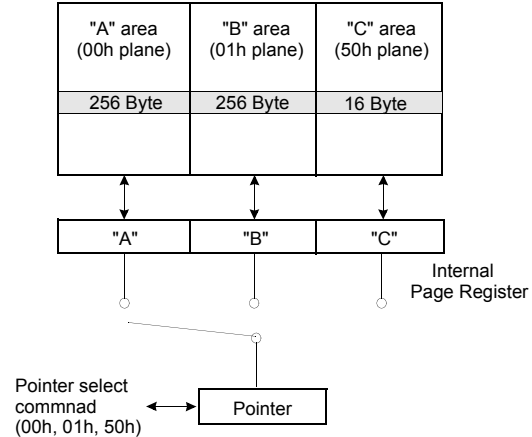 "A" area
(00h plane)
"B" area
(01h plane)
"C" area
(50h plane)
256 Byte
256 Byte
16 Byte
"A"
"B"
"C"
Internal
Page Register
Pointer select
commnad
(00h, 01h, 50h)
Pointer